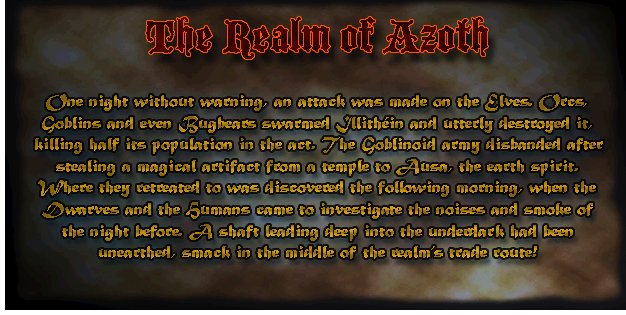 The Realm of Azoth
One night without warning, an attack was made on the Elves. Orcs,
Goblins and even Bugbears swarmed Illithéin and utterly destroyed it,
killing half its population in the act. The Goblinoid army disbanded after
stealing a magical artifact from a temple to Ausa, the earth spirit.
Where they retreated to was discovered the following morning, when the
Dwarves and the Humans came to investigate the noises and smoke of
the night before. A shaft leading deep into the underdark had been
unearthed, smack in the middle of the realm's trade route!